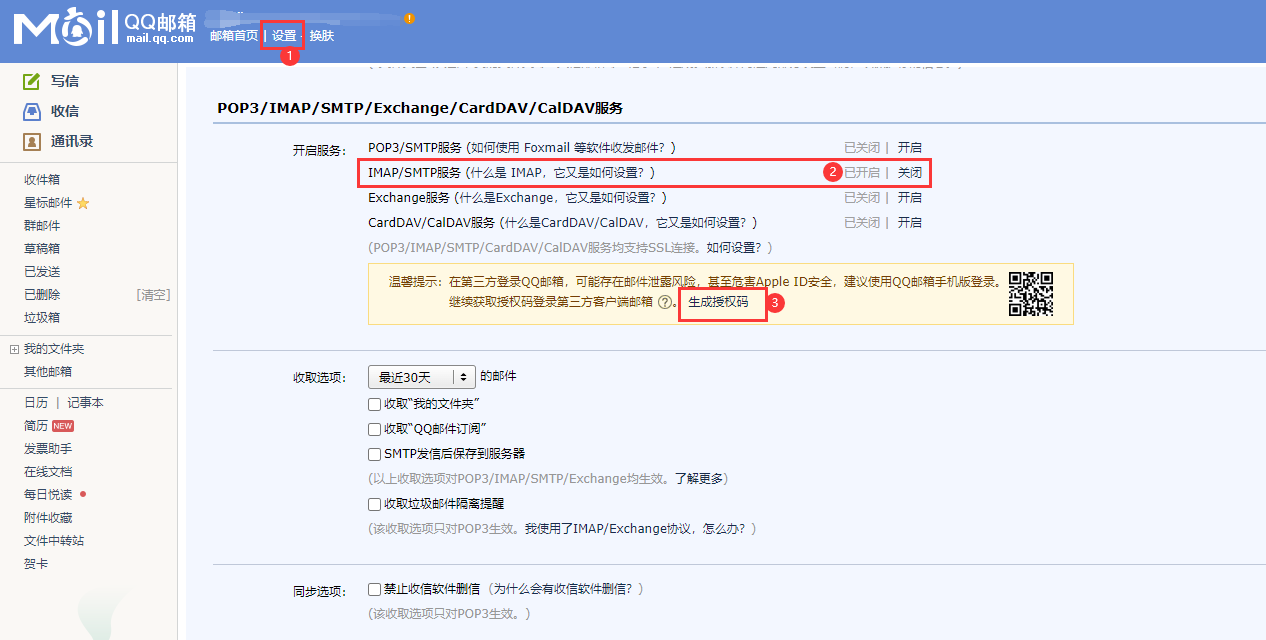 Mail QQ邮箱
mail.qq.com
邮箱首页 | 设置 - 换肤
1
写信
收信
通讯录
收件箱
星标邮件
群邮件
草稿箱
已发送
已删除 [清空]
垃圾箱
我的文件夹
其他邮箱
日历 | 记事本
简历 NEW
发票助手
在线文档
每日悦读
附件收藏
文件中转站
贺卡
POP3/IMAP/SMTP/Exchange/CardDAV/CalDAV服务
开启服务： POP3/SMTP服务 (如何使用 Foxmail 等软件收发邮件？) 已关闭 | 开启
IMAP/SMTP服务 (什么是 IMAP，它又是如何设置？) 2 已开启 | 关闭
Exchange服务 (什么是Exchange，它又是如何设置？) 已关闭 | 开启
CardDAV/CalDAV服务 (什么是CardDAV/CalDAV，它又是如何设置？) 已关闭 | 开启
(POP3/IMAP/SMTP/CardDAV/CalDAV服务均支持SSL连接。如何设置？)
温馨提示：在第三方登录QQ邮箱，可能存在邮件泄露风险，甚至危害Apple ID安全，建议使用QQ邮箱手机版登录。
继续获取授权码登录第三方客户端邮箱 ?。 生成授权码 3
收取选项： 最近30天 的邮件
收取“我的文件夹”
收取“QQ邮件订阅”
SMTP发信后保存到服务器
(以上收取选项对POP3/IMAP/SMTP/Exchange均生效。了解更多)
收取垃圾邮件隔离提醒
(该收取选项只对POP3生效。我使用了IMAP/Exchange协议，怎么办？)
同步选项： 禁止收信软件删信 (为什么会有收信软件删信？)
(该收取选项只对POP3生效。)